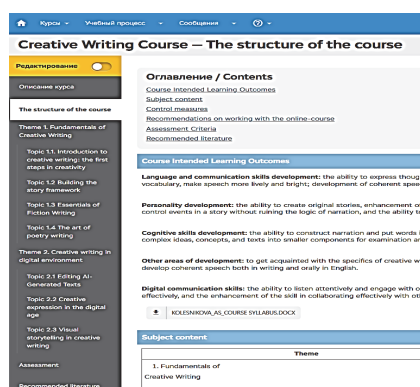 Курсы
Учебный процесс
Сообщения
Creative Writing Course — The structure of the course
Редактирование
Описание курса
The structure of the course
Theme 1. Fundamentals of
Creative Writing
Topic 1.1. Introduction to
creative writing: the first
steps in creativity
Topic 1.2 Building the
story framework
Topic 1.3 Essentials of
Fiction Writing
Topic 1.4 The art of
poetry writing
Theme 2. Creative writing in
digital environment
Topic 2.1 Editing AI-
Generated Texts
Topic 2.2 Creative
expression in the digital
age
Topic 2.3 Visual
storytelling in creative
writing
Assessment
Recommended literature
Оглавление / Contents
Course Intended Learning Outcomes
Subject content
Control measures
Recommendations on working with the online-course
Assessment Criteria
Recommended literature
Course Intended Learning Outcomes
Language and communication skills development: the ability to express
vocabulary, make speech more lively and bright; development of coherent
Personality development: the ability to create original stories, enhancement
control events in a story without ruining the logic of narration, and the ability
Cognitive skills development: the ability to construct narration and put words
complex ideas, concepts, and texts into smaller components for examination
Other areas of development: to get acquainted with the specifics of creative
develop coherent speech both in writing and orally in English.
Digital communication skills: the ability to listen attentively and engage with
effectively, and the enhancement of the skill in collaborating effectively with
KOLESNIKOVA_AS_COURSE SYLLABUS.DOCX
Subject content
Theme
1. Fundamentals of
Creative Writing